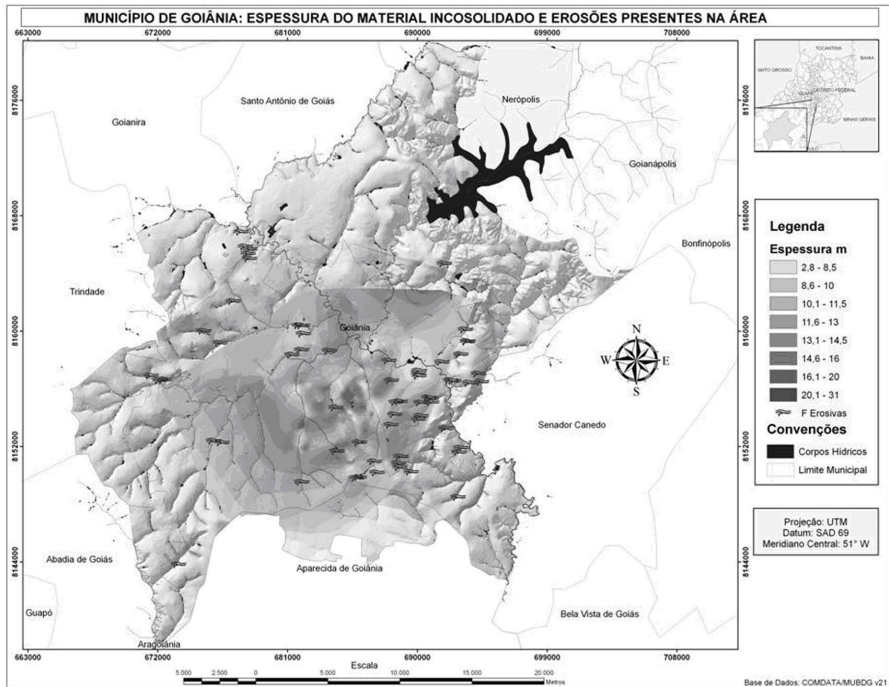 MUNICÍPIO DE GOIÂNIA: ESPESSURA DO MATERIAL INCOSOLIDADO E EROSÕES PRESENTES NA ÁREA
663000 672000 681000 690000 699000 708000
8176000 8176000
8168000 8168000
8160000 8160000
8152000 8152000
8144000 8144000
Santo Antônio de Goiás
Goianira
Nerópolis
Goianápolis
Bonfinópolis
Trindade
Goiânia
Senador Canedo
Abadia de Goiás
Aparecida de Goiânia
Guapó
Bela Vista de Goiás
Aragoiânia
TOCANTINS
BAHIA
MATO GROSSO
DISTRITO FEDERAL
MINAS GERAIS
N
W E
S
Legenda
Espessura m
2,8 - 8,5
8,6 - 10
10,1 - 11,5
11,6 - 13
13,1 - 14,5
14,6 - 16
16,1 - 20
20,1 - 31
F Erosivas
Convenções
Corpos Hídricos
Limite Municipal
Projeção: UTM
Datum: SAD 69
Meridiano Central: 51° W
663000 672000 681000 690000 699000 708000
Escala
5.000 2.500 0 5.000 10.000 15.000 20.000
Metros
Base de Dados: COMDATA/MUBDG v21